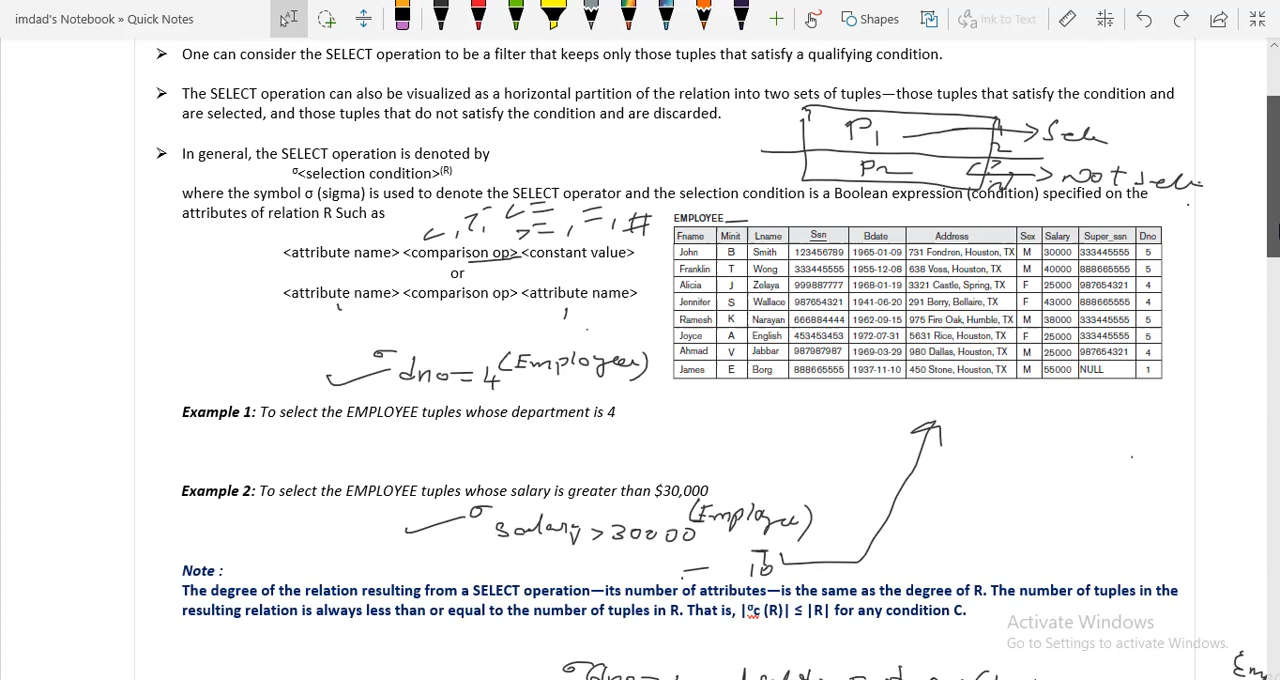 imdad's Notebook » Quick Notes
Shapes
Ink to Text
➤ One can consider the SELECT operation to be a filter that keeps only those tuples that satisfy a qualifying condition.
➤ The SELECT operation can also be visualized as a horizontal partition of the relation into two sets of tuples—those tuples that satisfy the condition and
are selected, and those tuples that do not satisfy the condition and are discarded.
P1
P2
Not Sele
➤ In general, the SELECT operation is denoted by
σ<selection condition>(R)
where the symbol σ (sigma) is used to denote the SELECT operator and the selection condition is a Boolean expression (condition) specified on the
attributes of relation R Such as
<attribute name> <comparison op> <constant value>
or
<attribute name> <comparison op> <attribute name>
EMPLOYEE
Fname Minit Lname Ssn Bdate Address Sex Salary Super_ssn Dno
John B Smith 123456789 1965-01-09 731 Fondren, Houston, TX M 30000 333445555 5
Franklin T Wong 333445555 1955-12-08 638 Voss, Houston, TX M 40000 888665555 5
Alicia J Zelaya 999887777 1968-01-19 3321 Castle, Spring, TX F 25000 987654321 4
Jennifer S Wallace 987654321 1941-06-20 291 Berry, Bellaire, TX F 43000 888665555 4
Ramesh K Narayan 666884444 1962-09-15 975 Fire Oak, Humble, TX M 38000 333445555 5
Joyce A English 453453453 1972-07-31 5631 Rice, Houston, TX F 25000 333445555 5
Ahmad V Jabbar 987987987 1969-03-29 980 Dallas, Houston, TX M 25000 987654321 4
James E Borg 888665555 1937-11-10 450 Stone, Houston, TX M 55000 NULL 1
σ dno=4 (Employee)
Example 1: To select the EMPLOYEE tuples whose department is 4
Example 2: To select the EMPLOYEE tuples whose salary is greater than $30,000
σ Salary > 30000 (Employee)
Note :
The degree of the relation resulting from a SELECT operation—its number of attributes—is the same as the degree of R. The number of tuples in the
resulting relation is always less than or equal to the number of tuples in R. That is, |σc (R)| ≤ |R| for any condition C.
Activate Windows
Go to Settings to activate Windows.